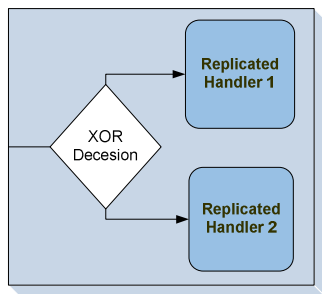 Replicated
Handler 1
XOR
Decesion
Replicated
Handler 2